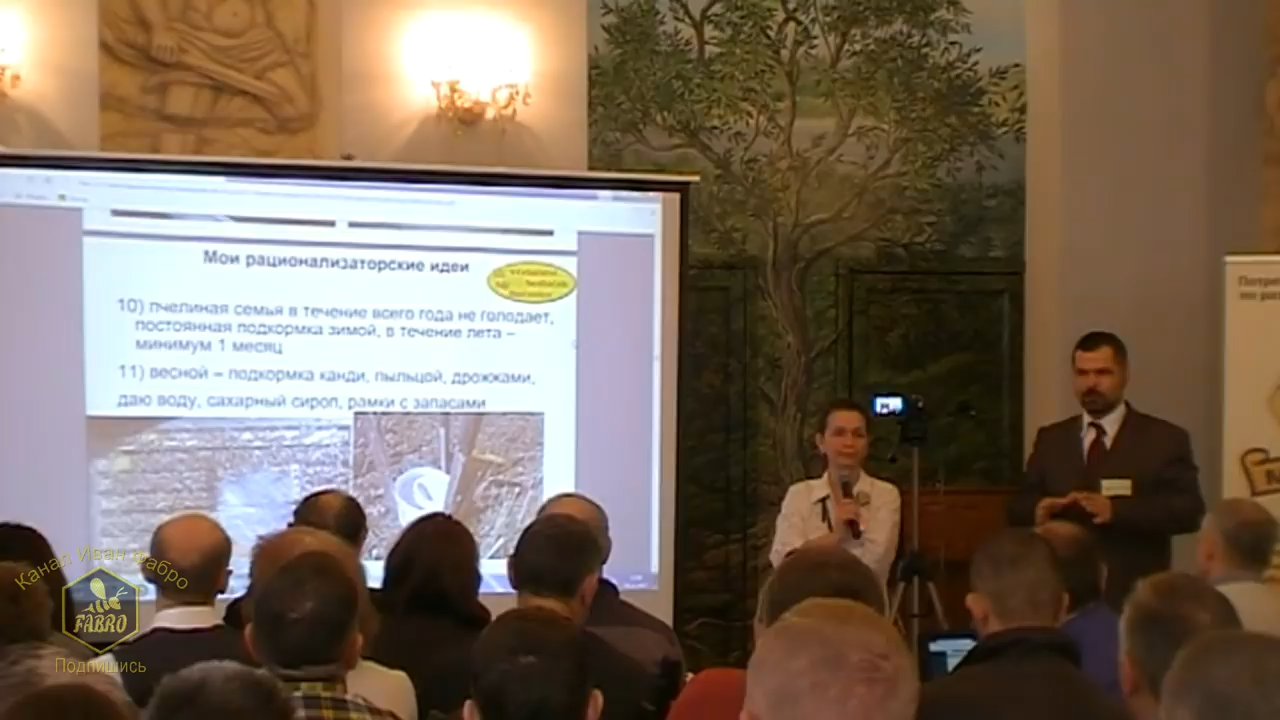 Мои рационализаторские идеи
10) пчелиная семья в течение всего года не голодает,
постоянная подкормка зимой, в течение лета –
минимум 1 месяц
11) весной – подкормка канди, пыльцой, дрожжами,
даю воду, сахарный сироп, рамки с запасами
Канал Иван Фабро
FABRO
Подпишись